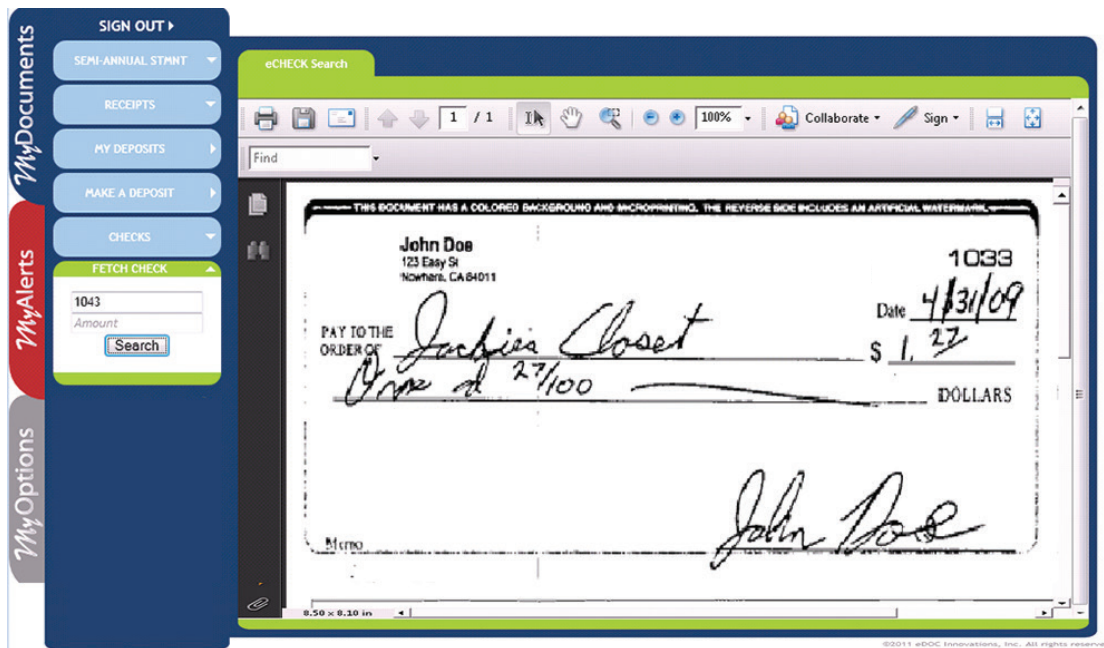 SIGN OUT
SEMI-ANNUAL STMNT
RECEIPTS
MY DEPOSITS
MAKE A DEPOSIT
CHECKS
FETCH CHECK
1043
Amount
Search
MyDocuments
MyAlerts
MyOptions
eCHECK Search
1 / 1
100%
Collaborate
Sign
Find
THIS DOCUMENT HAS A COLORED BACKGROUND AND MICROPRINTING. THE REVERSE SIDE INCLUDES AN ARTIFICIAL WATERMARK.
John Doe
123 Easy St
Nowhere, CA 84011
1033
Date 4/31/09
PAY TO THE
ORDER OF Jackies Closet $ 1.27
One d 27/100 DOLLARS
John Doe
Memo
8.50 x 8.10 in
©2011 eDOC Innovations, Inc. All rights reserve